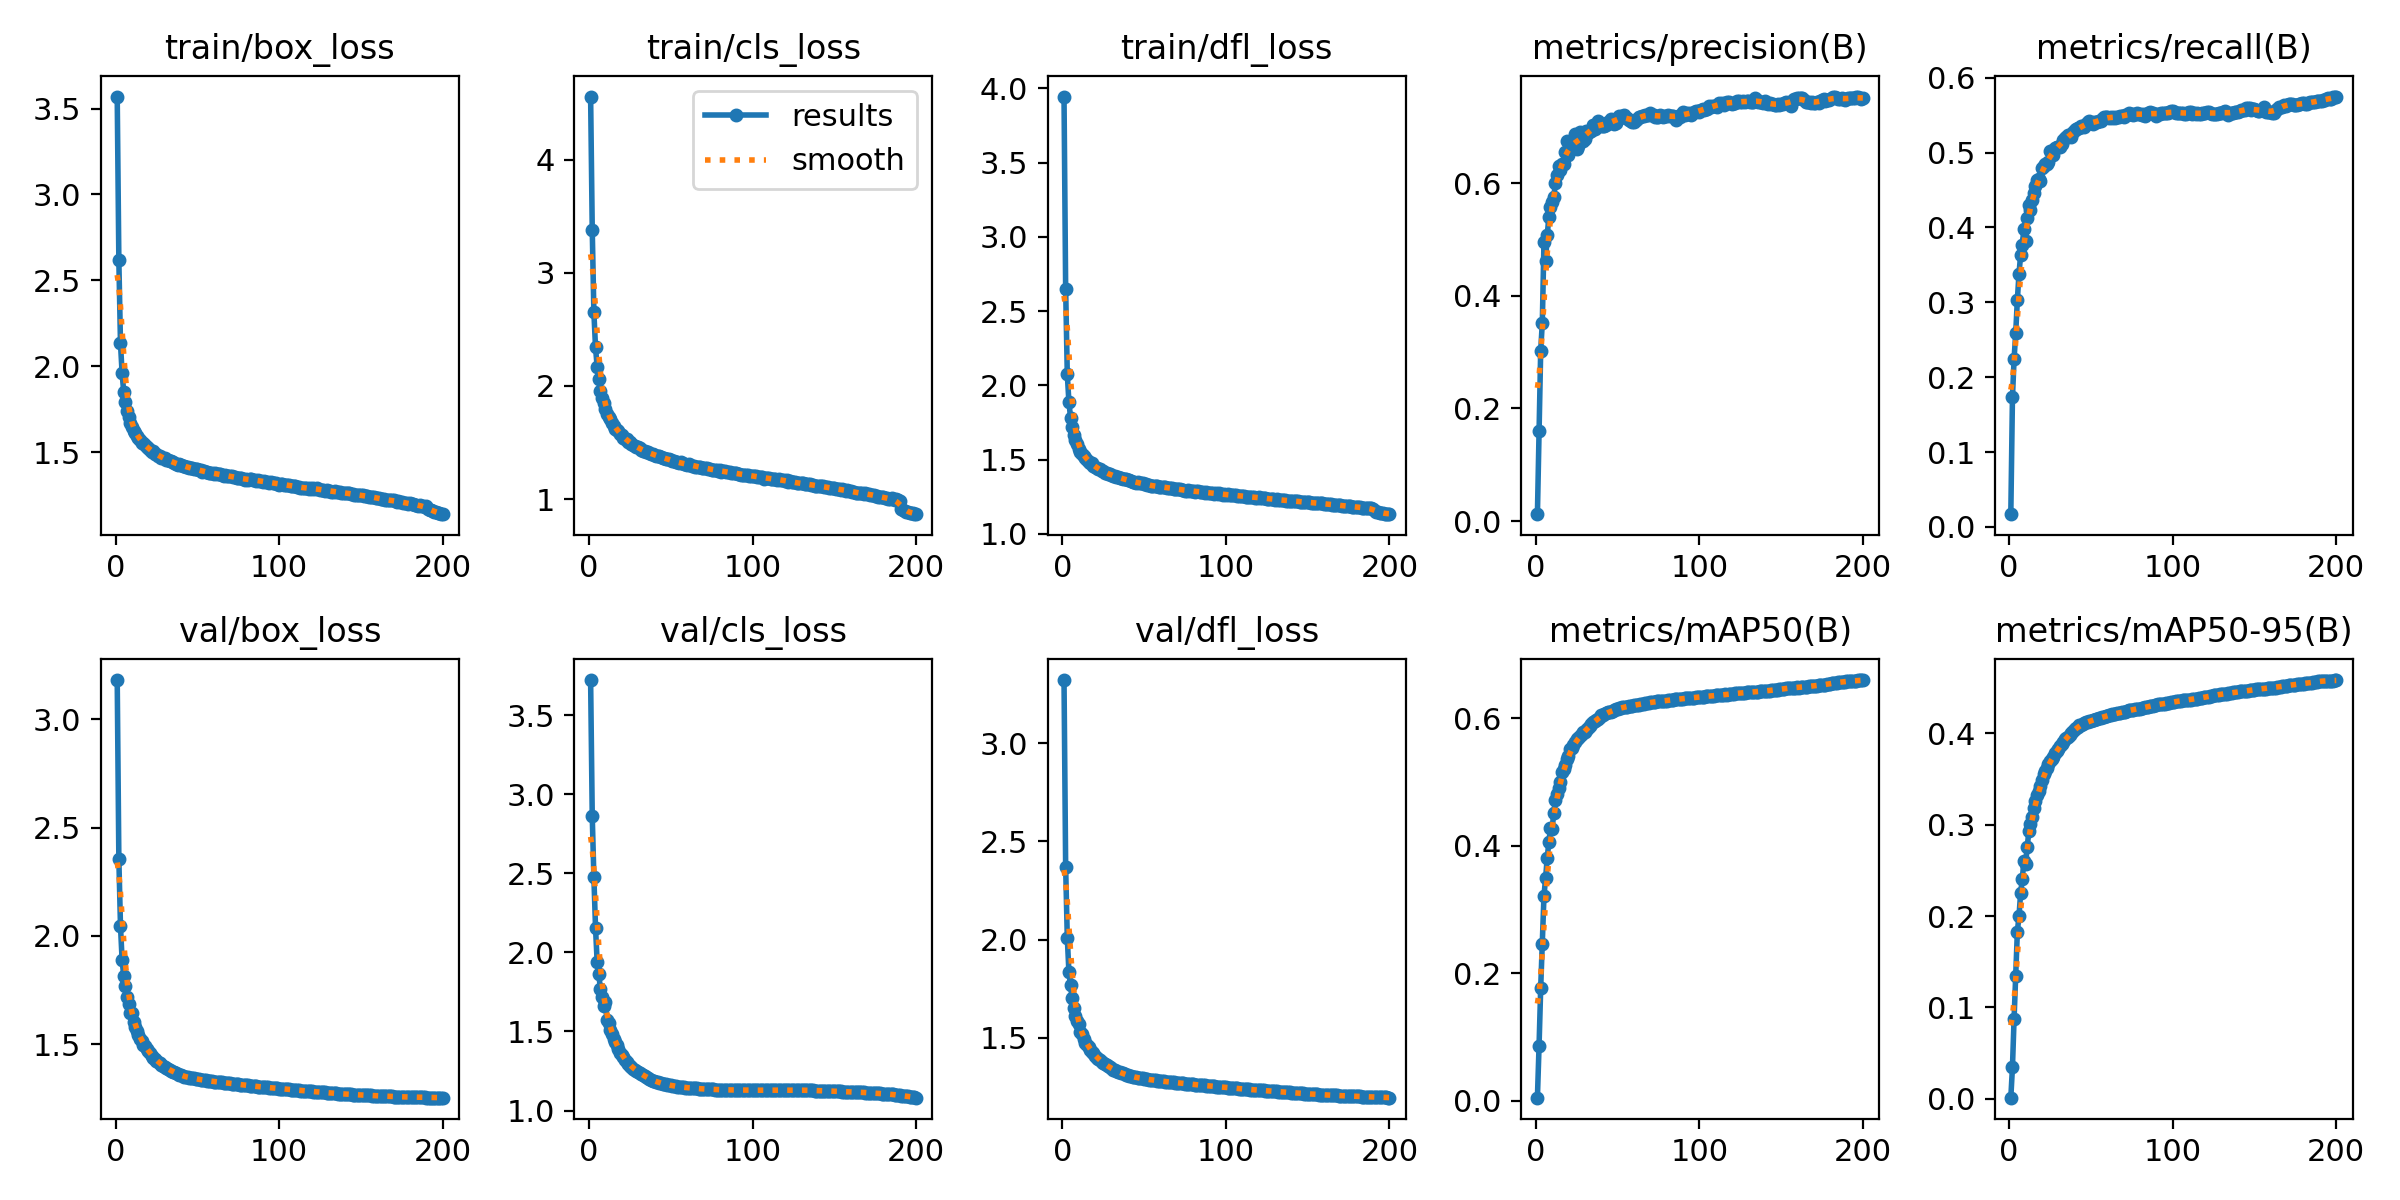 train/box_loss
3.5
3.0
2.5
2.0
1.5
0 100 200
train/cls_loss
results
smooth
4
3
2
1
0 100 200
train/dfl_loss
4.0
3.5
3.0
2.5
2.0
1.5
1.0
0 100 200
metrics/precision(B)
0.6
0.4
0.2
0.0
0 100 200
metrics/recall(B)
0.6
0.5
0.4
0.3
0.2
0.1
0.0
0 100 200
val/box_loss
3.0
2.5
2.0
1.5
0 100 200
val/cls_loss
3.5
3.0
2.5
2.0
1.5
1.0
0 100 200
val/dfl_loss
3.0
2.5
2.0
1.5
0 100 200
metrics/mAP50(B)
0.6
0.4
0.2
0.0
0 100 200
metrics/mAP50-95(B)
0.4
0.3
0.2
0.1
0.0
0 100 200